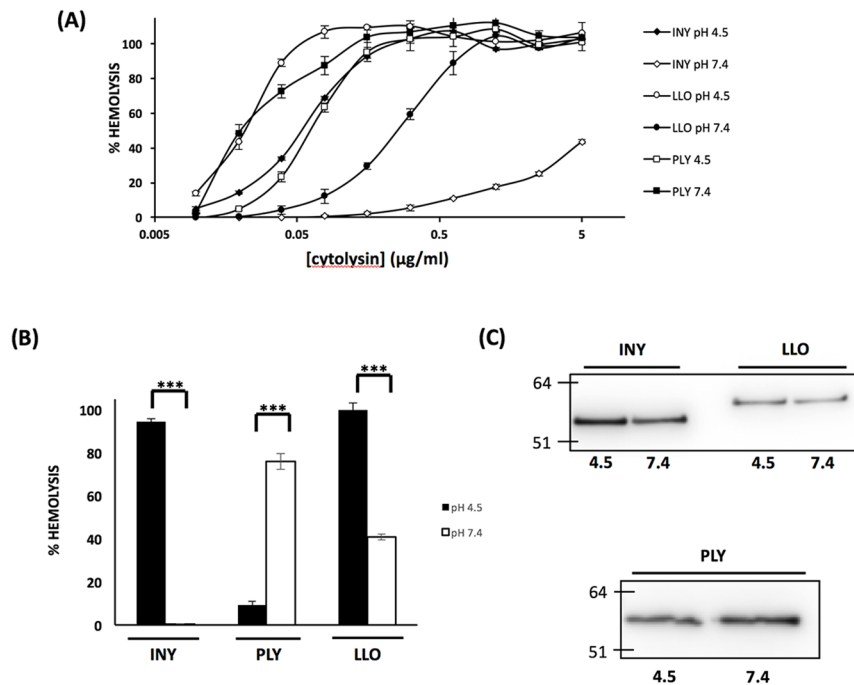 (A)
% HEMOLYSIS
100
80
60
40
20
0
0.005
0.05
0.5
5
[cytolysin] (µg/ml)
INY pH 4.5
INY pH 7.4
LLO pH 4.5
LLO pH 7.4
PLY 4.5
PLY 7.4
(B)
% HEMOLYSIS
100
80
60
40
20
0
***
***
***
INY
PLY
LLO
pH 4.5
pH 7.4
(C)
INY
LLO
64
51
4.5
7.4
4.5
7.4
PLY
64
51
4.5
7.4